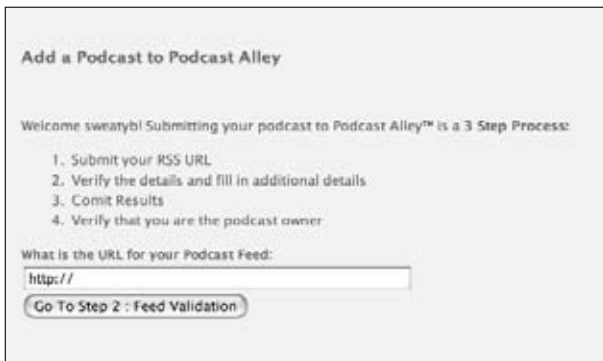 Add a Podcast to Podcast Alley
Welcome sweatyb! Submitting your podcast to Podcast Alley™ is a 3 Step Process:
1. Submit your RSS URL
2. Verify the details and fill in additional details
3. Comit Results
4. Verify that you are the podcast owner
What is the URL for your Podcast Feed:
http://
Go To Step 2 : Feed Validation